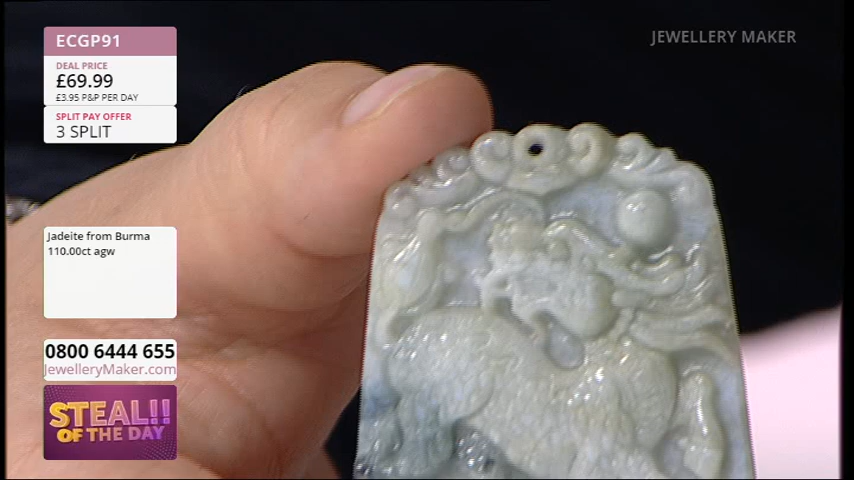 ECGP91
DEAL PRICE
£69.99
£3.95 P&P PER DAY
SPLIT PAY OFFER
3 SPLIT
Jadeite from Burma
110.00ct agw
0800 6444 655
JewelleryMaker.com
STEAL!!
OF THE DAY
JEWELLERY MAKER